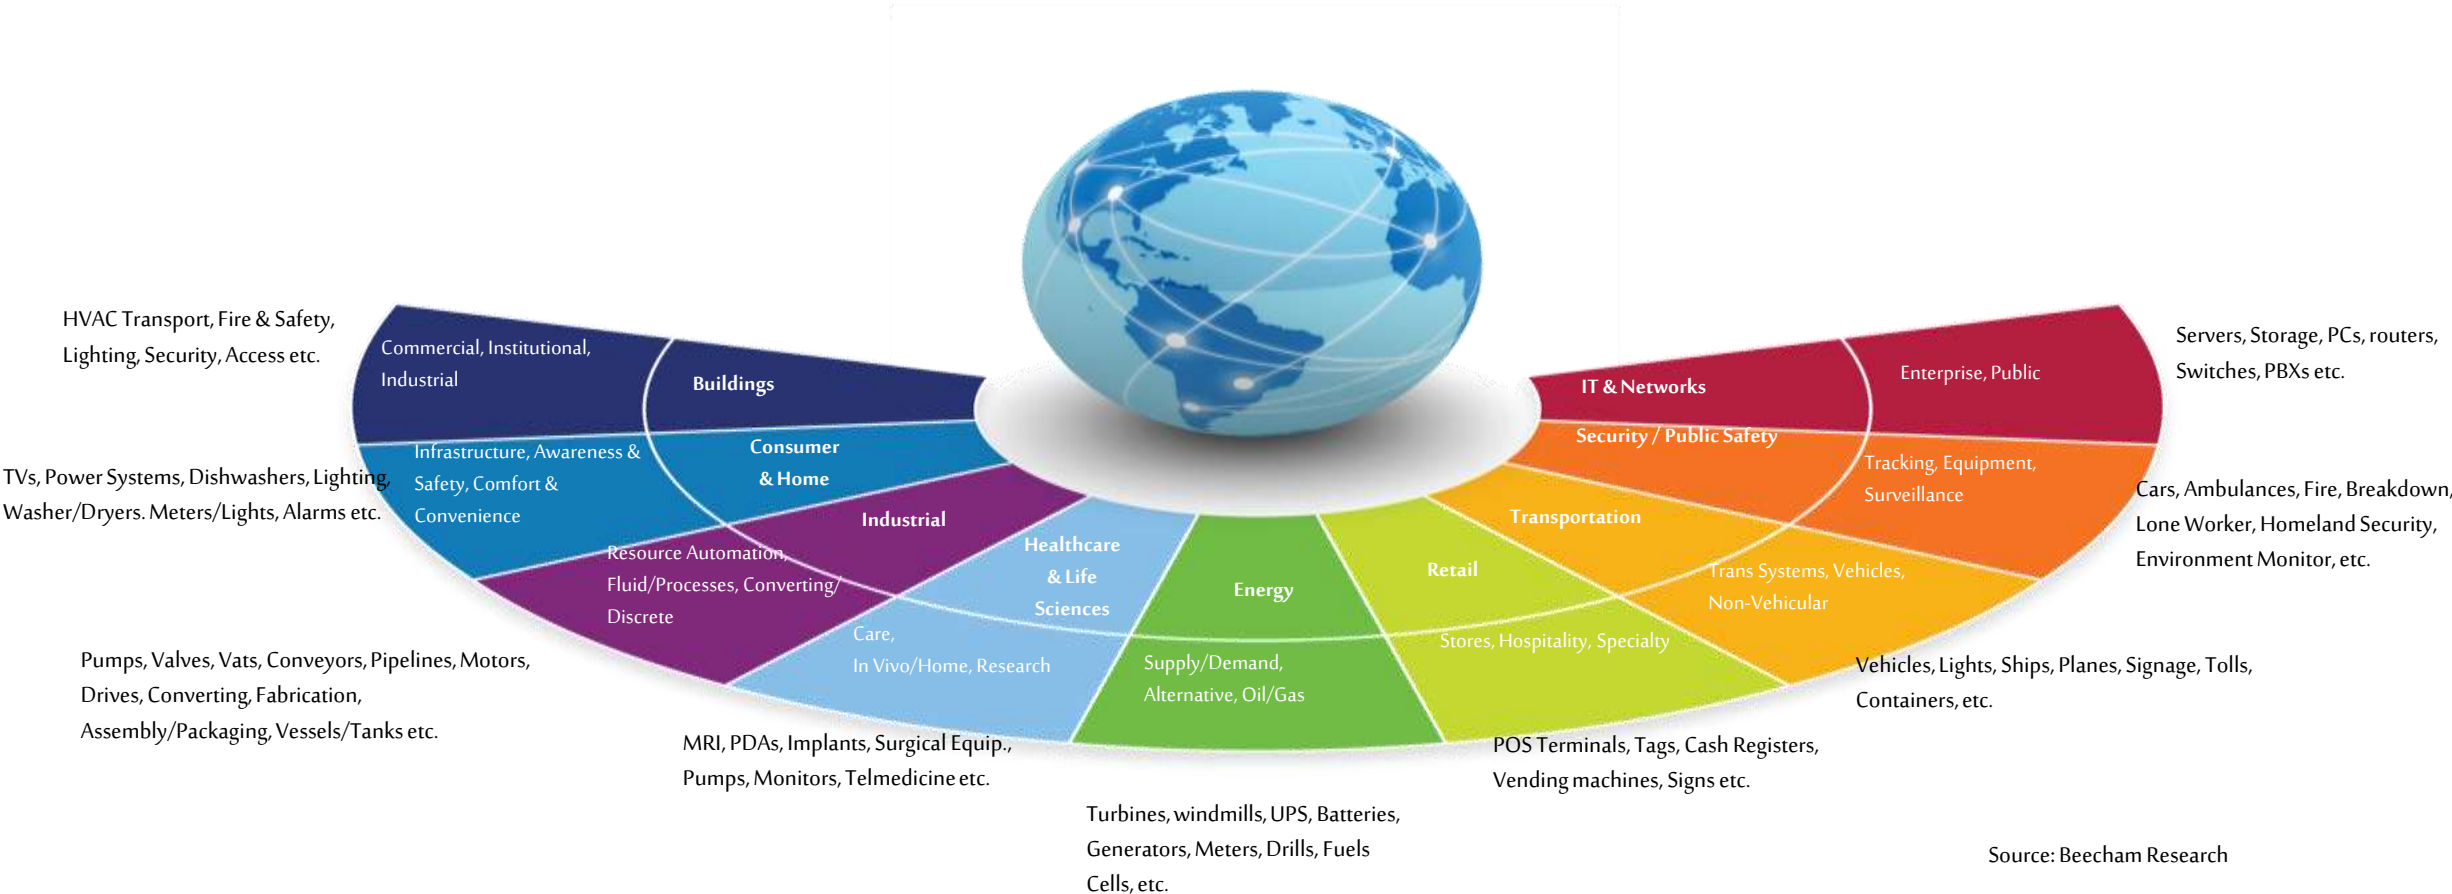 HVAC Transport, Fire & Safety,
Lighting, Security, Access etc.
Commercial, Institutional,
Industrial
Buildings
TVs, Power Systems, Dishwashers, Lighting,
Washer/Dryers. Meters/Lights, Alarms etc.
Infrastructure, Awareness &
Safety, Comfort &
Convenience
Consumer
& Home
Pumps, Valves, Vats, Conveyors, Pipelines, Motors,
Drives, Converting, Fabrication,
Assembly/Packaging, Vessels/Tanks etc.
Resource Automation,
Fluid/Processes, Converting/
Discrete
Industrial
MRI, PDAs, Implants, Surgical Equip.,
Pumps, Monitors, Telmedicine etc.
Care,
In Vivo/Home, Research
Healthcare
& Life
Sciences
Energy
Supply/Demand,
Alternative, Oil/Gas
Turbines, windmills, UPS, Batteries,
Generators, Meters, Drills, Fuels
Cells, etc.
Retail
Stores, Hospitality, Specialty
POS Terminals, Tags, Cash Registers,
Vending machines, Signs etc.
Transportation
Trans Systems, Vehicles,
Non-Vehicular
Vehicles, Lights, Ships, Planes, Signage, Tolls,
Containers, etc.
Security / Public Safety
Tracking, Equipment,
Surveillance
Cars, Ambulances, Fire, Breakdown,
Lone Worker, Homeland Security,
Environment Monitor, etc.
IT & Networks
Enterprise, Public
Servers, Storage, PCs, routers,
Switches, PBXs etc.
Source: Beecham Research